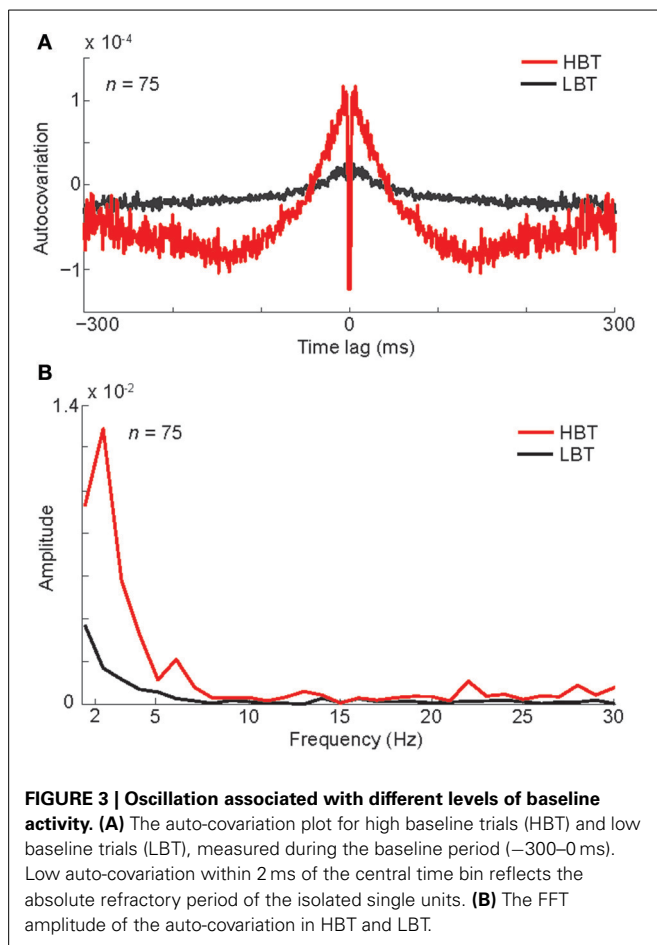 A
x 10-4
n = 75
HBT
LBT
1
0
−1
Autocovariation
−300
0
300
Time lag (ms)
B
x 10-2
1.4
n = 75
HBT
LBT
Amplitude
0
2
5
10
15
20
25
30
Frequency (Hz)
FIGURE 3 | Oscillation associated with different levels of baseline
activity. (A) The auto-covariation plot for high baseline trials (HBT) and low
baseline trials (LBT), measured during the baseline period (−300–0 ms).
Low auto-covariation within 2 ms of the central time bin reflects the
absolute refractory period of the isolated single units. (B) The FFT
amplitude of the auto-covariation in HBT and LBT.